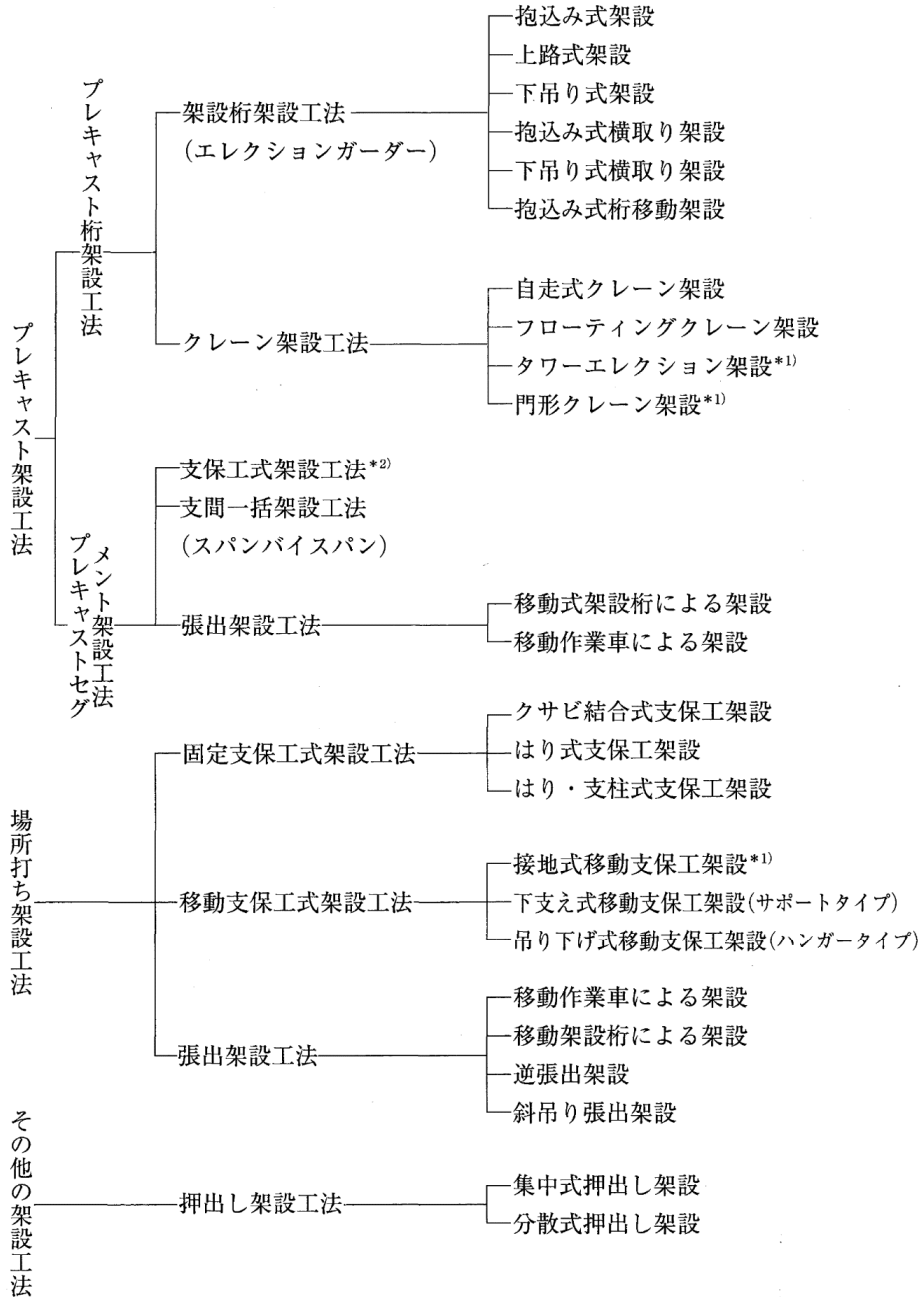 プレキャスト架設工法
プレキャスト桁架設工法
架設桁架設工法
(エレクションガーダー)
抱込み式架設
上路式架設
下吊り式架設
抱込み式横取り架設
下吊り式横取り架設
抱込み式桁移動架設
クレーン架設工法
自走式クレーン架設
フローティングクレーン架設
タワーエレクション架設*1)
門形クレーン架設*1)
プレキャストセグ
メント架設工法
支保工式架設工法*2)
支間一括架設工法
(スパンバイスパン)
張出架設工法
移動式架設桁による架設
移動作業車による架設
場所打ち架設工法
固定支保工式架設工法
クサビ結合式支保工架設
はり式支保工架設
はり・支柱式支保工架設
移動支保工式架設工法
接地式移動支保工架設*1)
下支え式移動支保工架設(サポートタイプ)
吊り下げ式移動支保工架設(ハンガータイプ)
張出架設工法
移動作業車による架設
移動架設桁による架設
逆張出架設
斜吊り張出架設
その他の架設工法
押出し架設工法
集中式押出し架設
分散式押出し架設